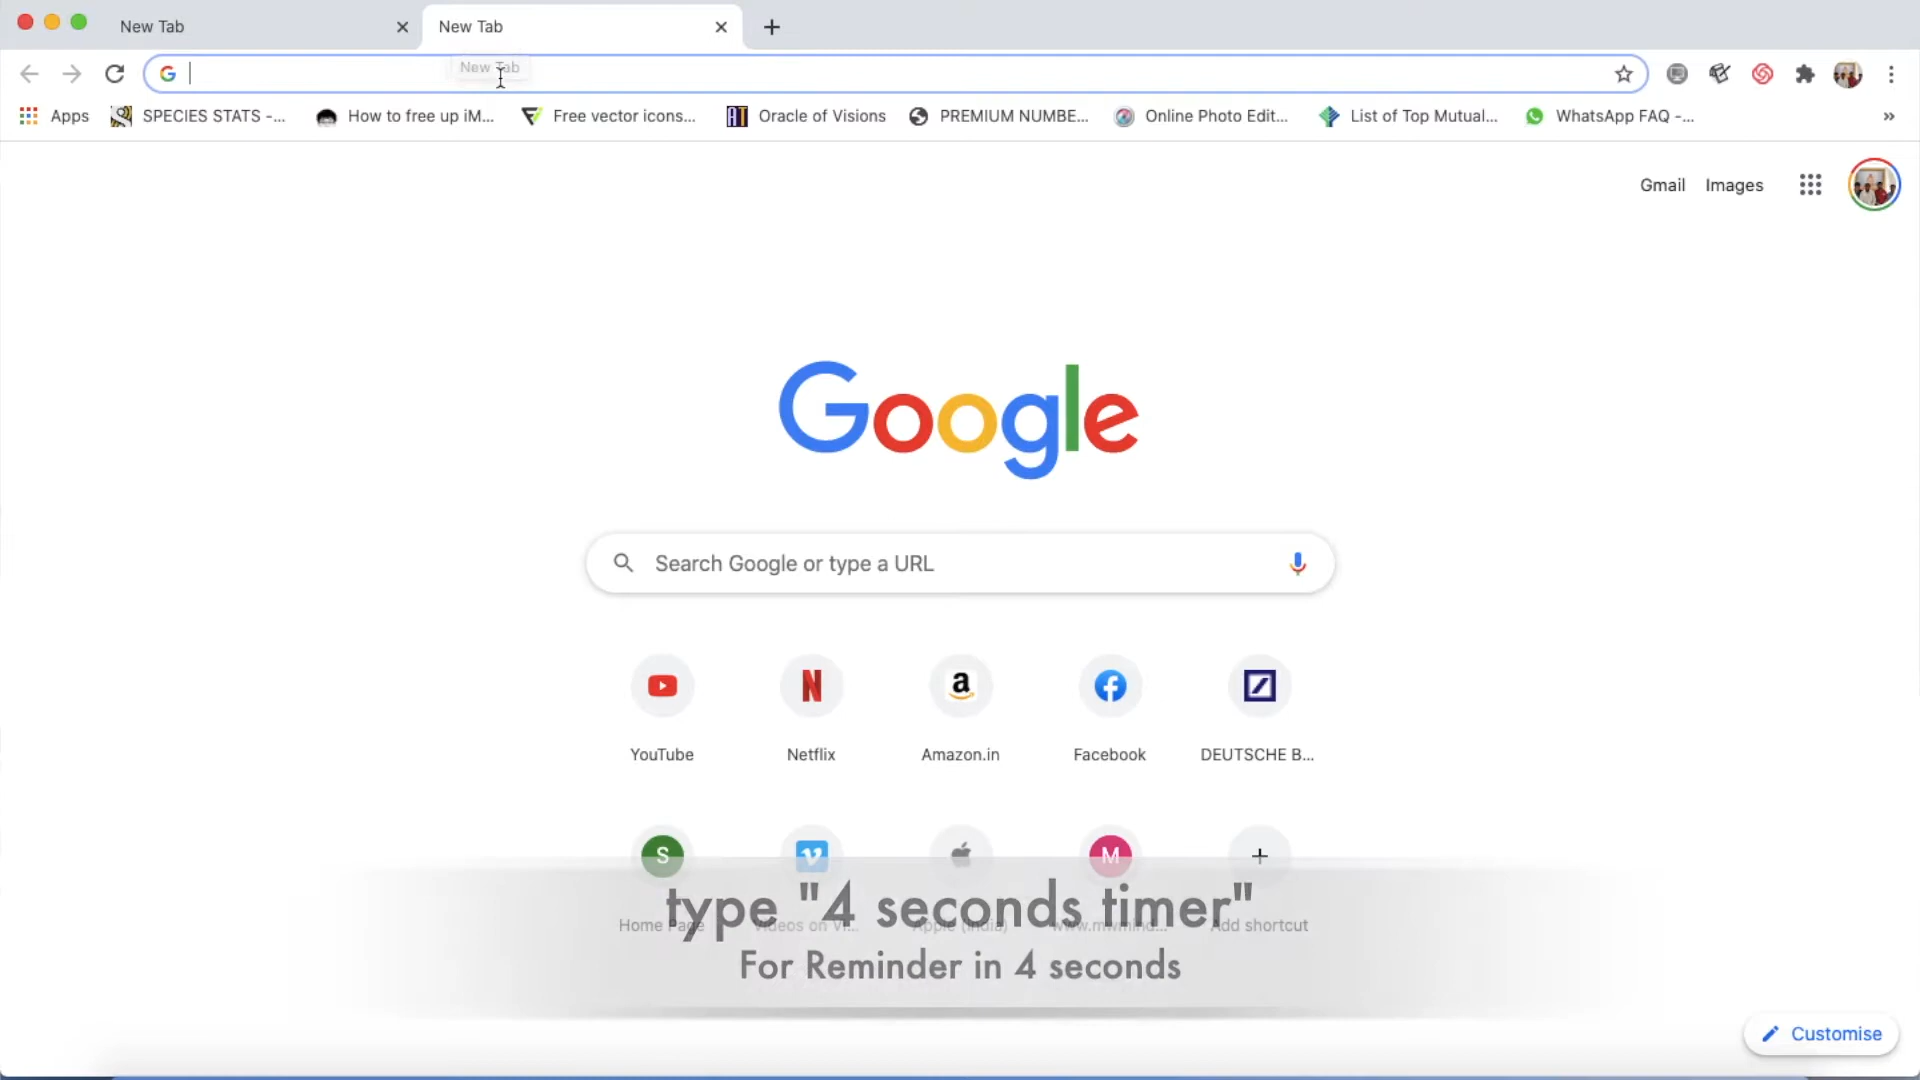 New Tab
New Tab
New Tab
Apps
SPECIES STATS -...
How to free up iM...
Free vector icons...
Oracle of Visions
PREMIUM NUMBE...
Online Photo Edit...
List of Top Mutual...
WhatsApp FAQ -...
Gmail
Images
Google
Search Google or type a URL
YouTube
Netflix
Amazon.in
Facebook
DEUTSCHE B...
S
M
type "4 seconds timer"
Home Page
Videos on Vi...
Apple (India)
www.mwmind...
Add shortcut
For Reminder in 4 seconds
Customise